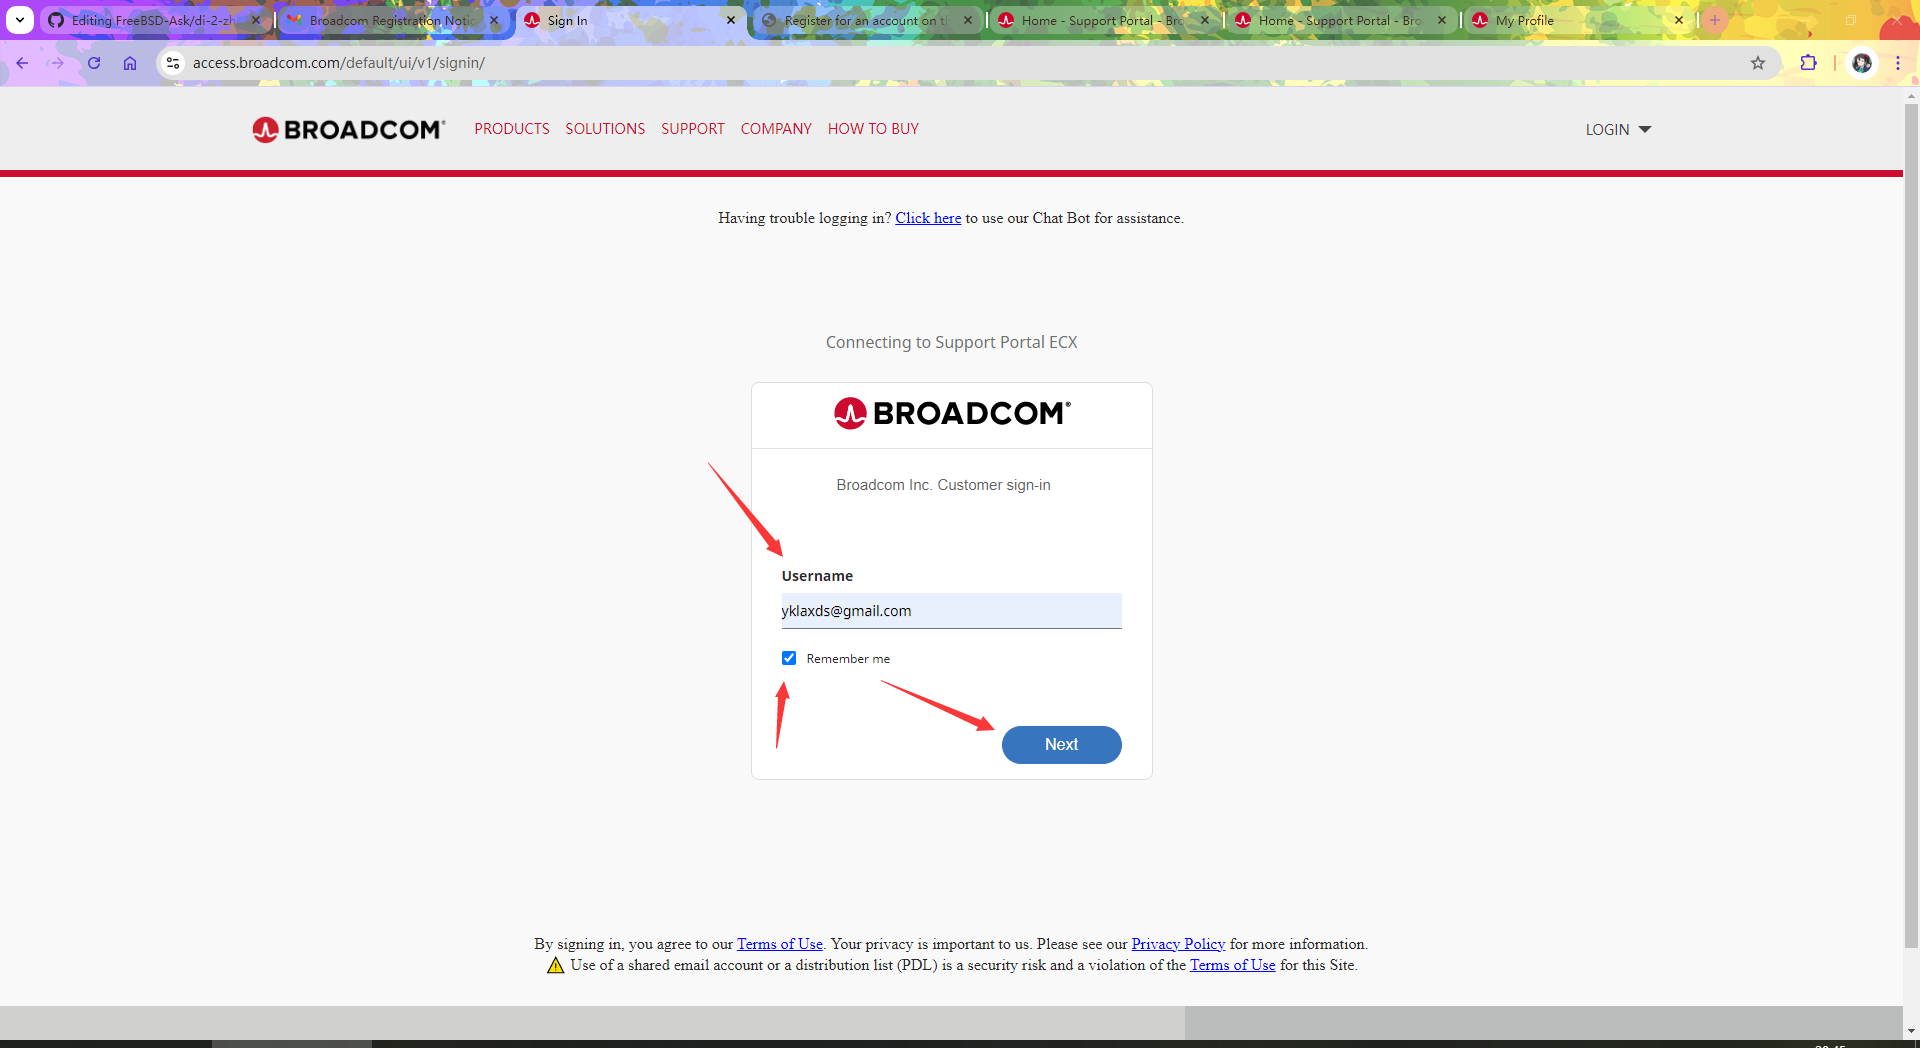 Editing FreeBSD-Ask/di-2-zh
Broadcom Registration Notic
Sign In
Register for an account on t
Home - Support Portal - Bro
Home - Support Portal - Bro
My Profile
access.broadcom.com/default/ui/v1/signin/
BROADCOM®
PRODUCTS SOLUTIONS SUPPORT COMPANY HOW TO BUY
LOGIN
Having trouble logging in? Click here to use our Chat Bot for assistance.
Connecting to Support Portal ECX
BROADCOM®
Broadcom Inc. Customer sign-in
Username
yklaxds@gmail.com
Remember me
Next
By signing in, you agree to our Terms of Use. Your privacy is important to us. Please see our Privacy Policy for more information.
Use of a shared email account or a distribution list (PDL) is a security risk and a violation of the Terms of Use for this Site.